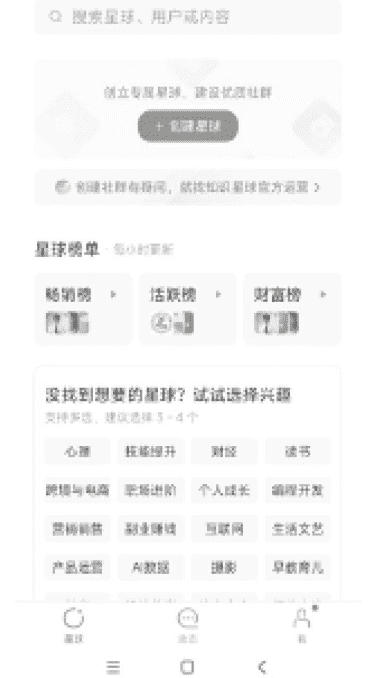 搜索星球、用户或内容
创立专属星球、建设优质社群
+ 创建星球
创建社群有疑问，就找知识星球官方运营 >
星球榜单 · 每小时更新
畅销榜 活跃榜 财富榜
没找到想要的星球？试试选择兴趣
支持多选，建议选择 3 - 4 个
心理 技能提升 财经 读书
跨境与电商 职场进阶 个人成长 编程开发
营销销售 副业赚钱 互联网 生活文艺
产品运营 AI数据 摄影 早教育儿
星球 动态 我